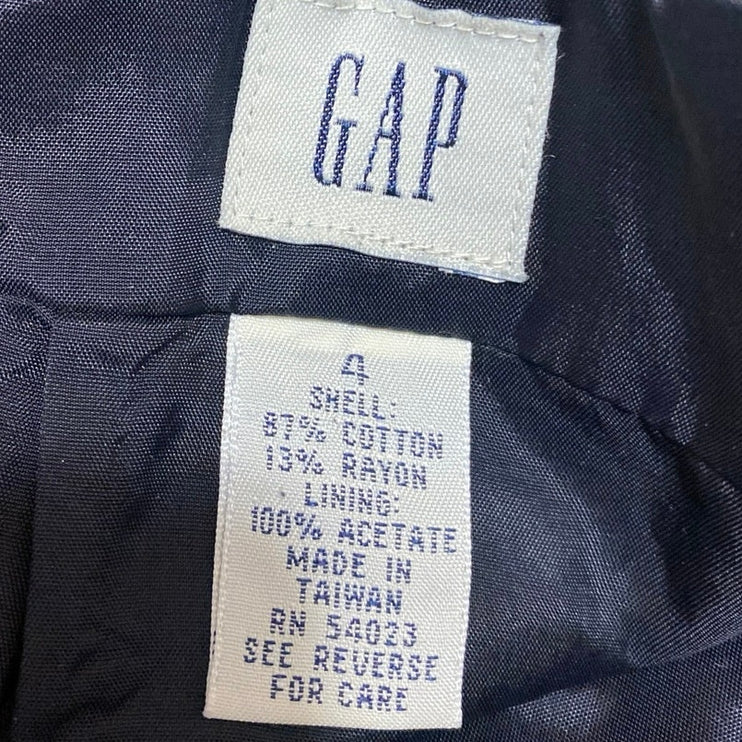 GAP
4
SHELL:
87% COTTON
13% RAYON
LINING:
100% ACETATE
MADE IN
TAIWAN
RN 54023
SEE REVERSE
FOR CARE